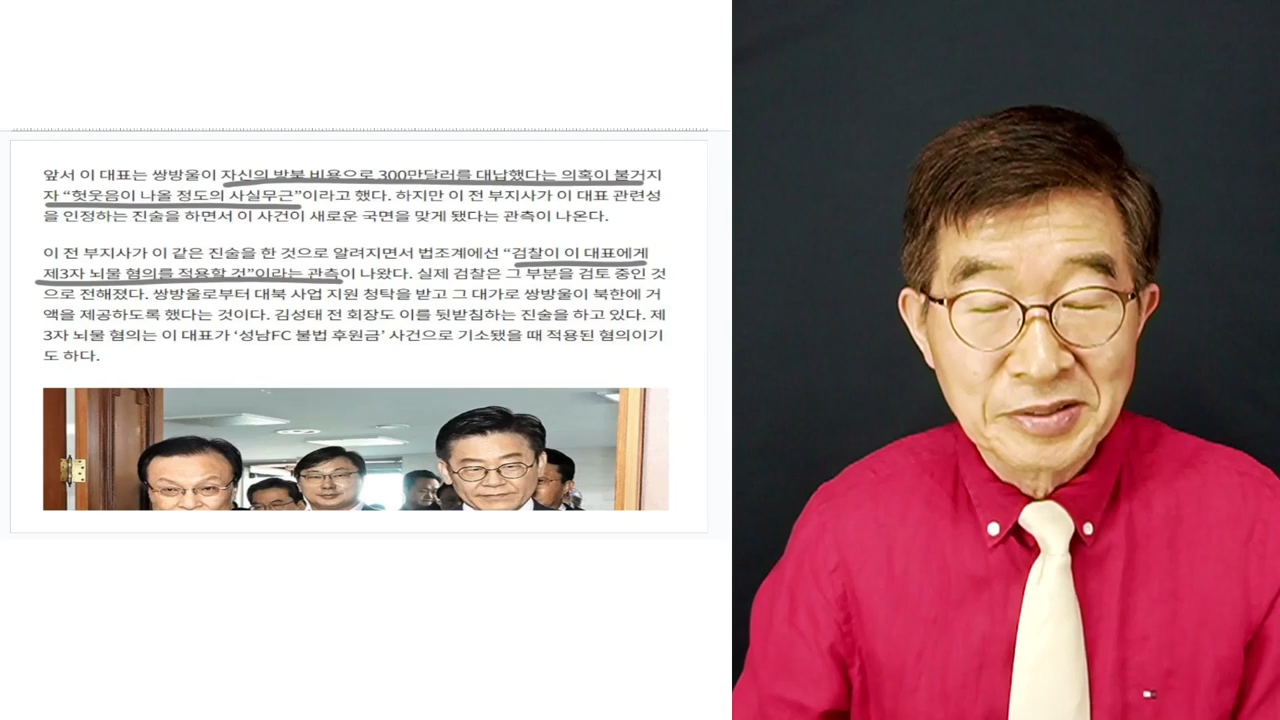 앞서 이 대표는 쌍방울이 자신의 방북 비용으로 300만달러를 대납했다는 의혹이 불거지
자 “헛웃음이 나올 정도의 사실무근”이라고 했다. 하지만 이 전 부지사가 이 대표 관련성
을 인정하는 진술을 하면서 이 사건이 새로운 국면을 맞게 됐다는 관측이 나온다.
이 전 부지사가 이 같은 진술을 한 것으로 알려지면서 법조계에선 “검찰이 이 대표에게
제3자 뇌물 혐의를 적용할 것”이라는 관측이 나왔다. 실제 검찰은 그 부분을 검토 중인 것
으로 전해졌다. 쌍방울로부터 대북 사업 지원 청탁을 받고 그 대가로 쌍방울이 북한에 거
액을 제공하도록 했다는 것이다. 김성태 전 회장도 이를 뒷받침하는 진술을 하고 있다. 제
3자 뇌물 혐의는 이 대표가 ‘성남FC 불법 후원금’ 사건으로 기소됐을 때 적용된 혐의이기
도 하다.